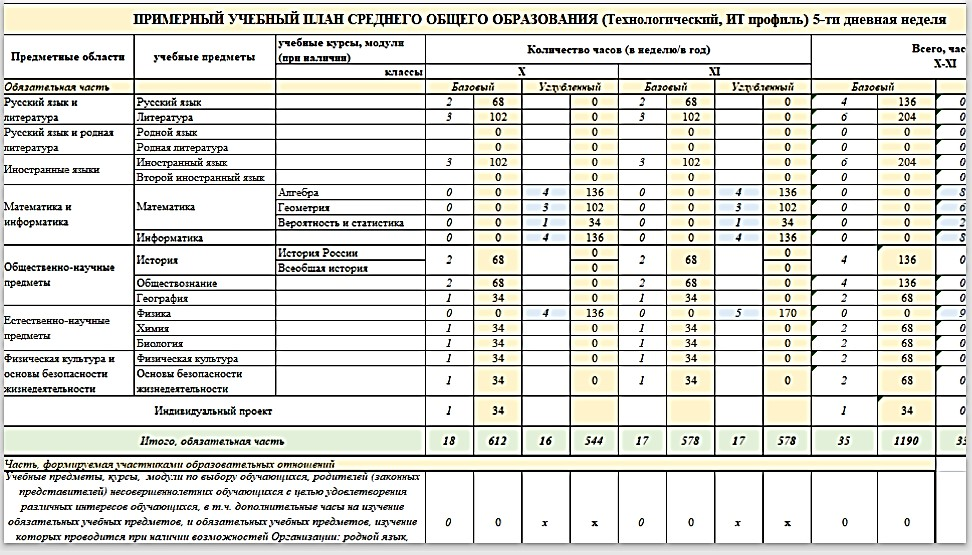 ПРИМЕРНЫЙ УЧЕБНЫЙ ПЛАН СРЕДНЕГО ОБЩЕГО ОБРАЗОВАНИЯ (Технологический, ИТ профиль) 5-ти дневная неделя
Предметные области учебные предметы учебные курсы, модули (при наличии) Количество часов (в неделю/в год) Всего, час
X-XI
классы X XI
Обязательная часть Базовый Углубленный Базовый Углубленный Базовый
Русский язык и Русский язык 2 68 0 2 68 0 4 136 0
литература Литература 3 102 0 3 102 0 6 204 0
Русский язык и родная Родной язык 0 0 0 0 0 0 0
литература Родная литература 0 0 0 0 0 0 0
Иностранные языки Иностранный язык 3 102 0 3 102 0 6 204 0
Второй иностранный язык 0 0 0 0 0 0 0
Математика и информатика Математика Алгебра 0 0 4 136 0 0 4 136 0 0 8
Геометрия 0 0 3 102 0 0 3 102 0 0 6
Вероятность и статистика 0 0 1 34 0 0 1 34 0 0 2
Информатика 0 0 4 136 0 0 4 136 0 0 8
Общественно-научные предметы История История России 2 68 0 2 68 0 4 136 0
Всеобщая история 0 0
Обществознание 2 68 0 2 68 0 4 136 0
География 1 34 0 1 34 0 2 68 0
Естественно-научные предметы Физика 0 0 4 136 0 0 5 170 0 0 9
Химия 1 34 0 1 34 0 2 68 0
Биология 1 34 0 1 34 0 2 68 0
Физическая культура и Физическая культура 1 34 0 1 34 0 2 68 0
основы безопасности жизнедеятельности Основы безопасности жизнедеятельности 1 34 0 1 34 0 2 68 0
Индивидуальный проект 1 34 1 34 0
Итого, обязательная часть 18 612 16 544 17 578 17 578 35 1190 33
Часть, формируемая участниками образовательных отношений
Учебные предметы, курсы, модули по выбору обучающихся, родителей (законных
представителей) несовершеннолетних обучающихся с целью удовлетворения
различных интересов обучающихся, в т.ч. дополнительные часы на изучение
обязательных учебных предметов, и обязательных учебных предметов, изучение 0 0 x x 0 0 x x 0 0
которых проводится при наличии возможностей Организации: родной язык,